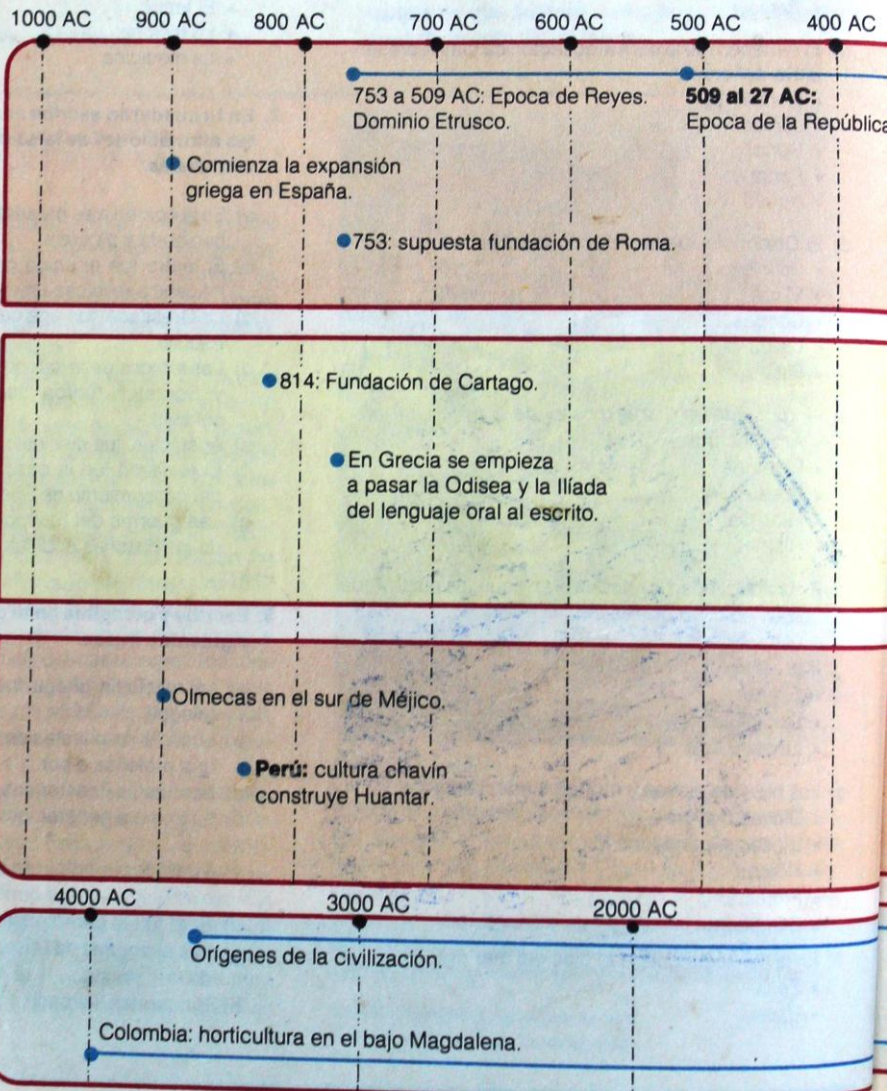 1000 AC 900 AC 800 AC 700 AC 600 AC 500 AC 400 AC
753 a 509 AC: Epoca de Reyes.
Dominio Etrusco.
509 al 27 AC:
Epoca de la República
Comienza la expansión
griega en España.
753: supuesta fundación de Roma.
814: Fundación de Cartago.
En Grecia se empieza
a pasar la Odisea y la Ilíada
del lenguaje oral al escrito.
Olmecas en el sur de Méjico.
Perú: cultura chavín
construye Huantar.
4000 AC 3000 AC 2000 AC
Orígenes de la civilización.
Colombia: horticultura en el bajo Magdalena.